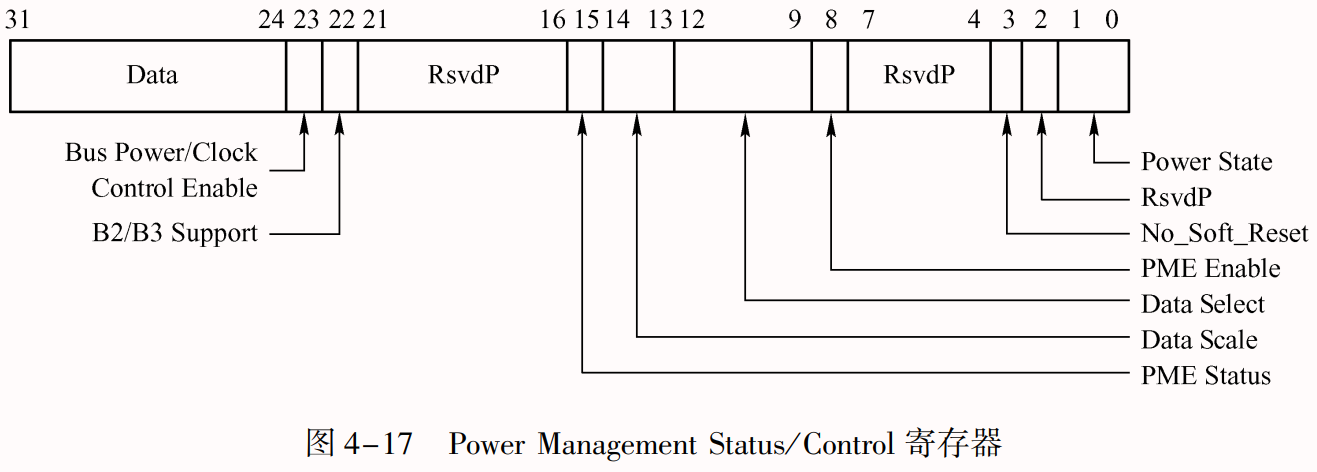 31 24 23 22 21 16 15 14 13 12 9 8 7 4 3 2 1 0
Data RsvdP RsvdP
Bus Power/Clock
Control Enable
B2/B3 Support
Power State
RsvdP
No_Soft_Reset
PME Enable
Data Select
Data Scale
PME Status
图 4-17 Power Management Status/Control 寄存器